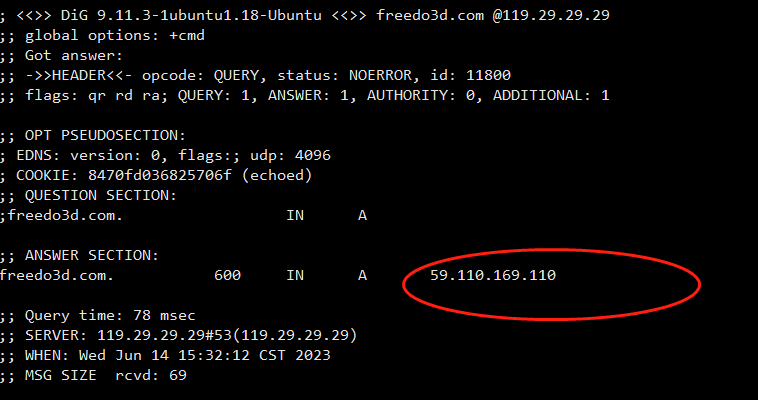 ; <<>> DiG 9.11.3-1ubuntu1.18-Ubuntu <<>> freedo3d.com @119.29.29.29
;; global options: +cmd
;; Got answer:
;; ->>HEADER<<- opcode: QUERY, status: NOERROR, id: 11800
;; flags: qr rd ra; QUERY: 1, ANSWER: 1, AUTHORITY: 0, ADDITIONAL: 1
;; OPT PSEUDOSECTION:
; EDNS: version: 0, flags:; udp: 4096
; COOKIE: 8470fd036825706f (echoed)
;; QUESTION SECTION:
;freedo3d.com. IN A
;; ANSWER SECTION:
freedo3d.com. 600 IN A 59.110.169.110
;; Query time: 78 msec
;; SERVER: 119.29.29.29#53(119.29.29.29)
;; WHEN: Wed Jun 14 15:32:12 CST 2023
;; MSG SIZE rcvd: 69